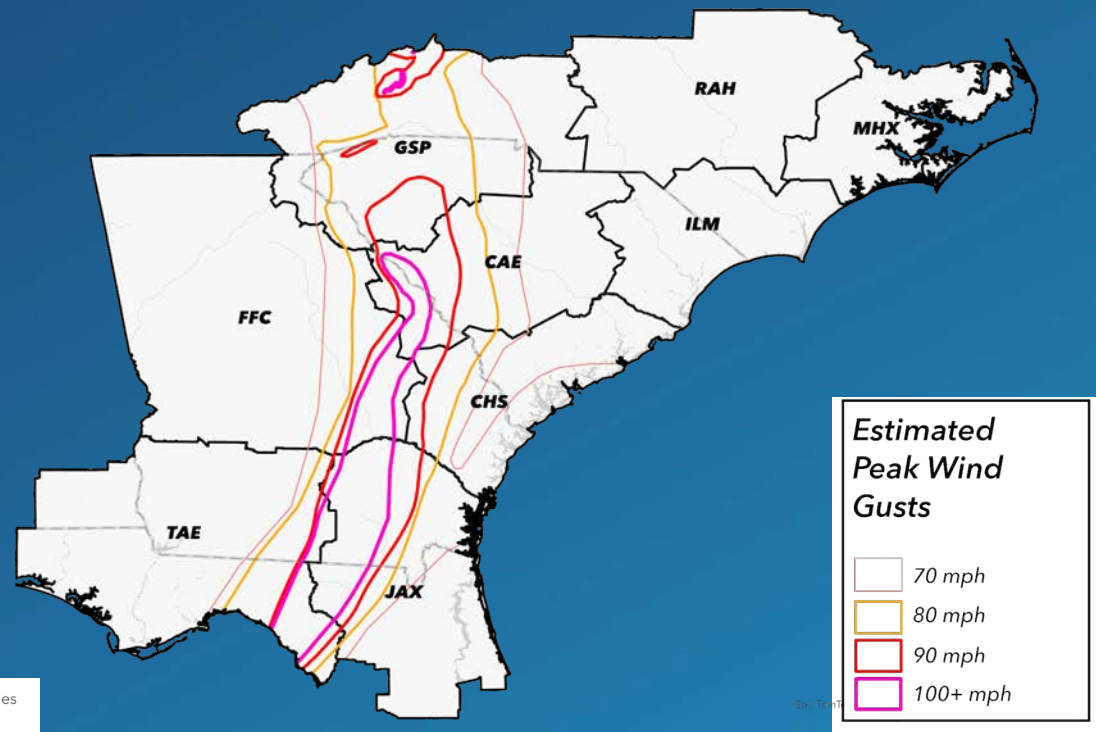 RAH
MHX
GSP
ILM
CAE
FFC
CHS
TAE
JAX
Estimated
Peak Wind
Gusts
70 mph
80 mph
90 mph
100+ mph
es